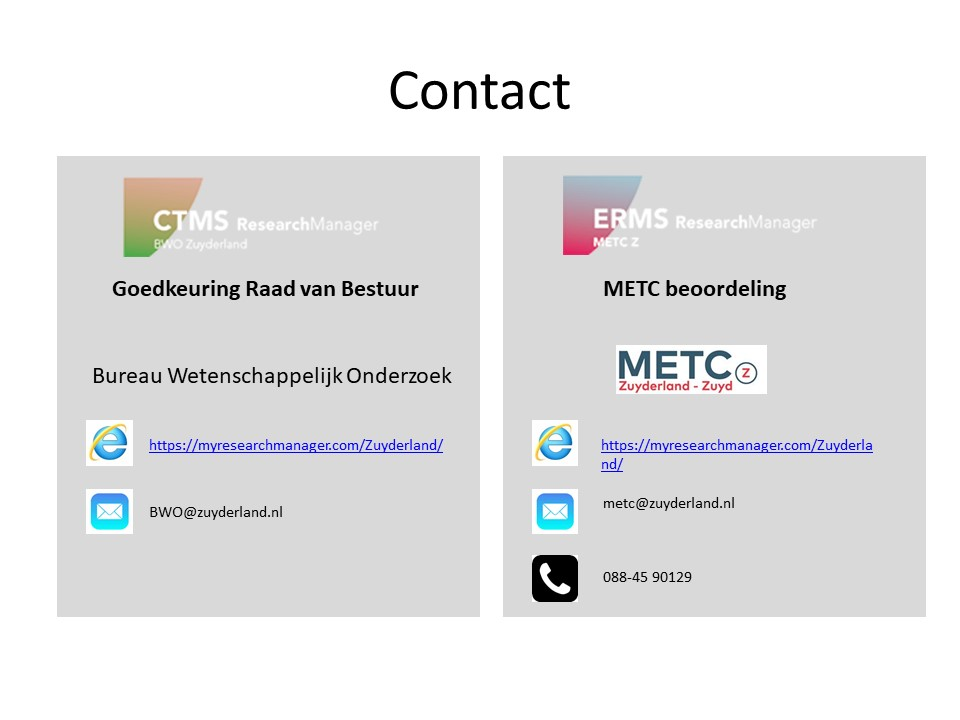 Contact
CTMS ResearchManager
BWO Zuyderland
Goedkeuring Raad van Bestuur
Bureau Wetenschappelijk Onderzoek
https://myresearchmanager.com/Zuyderland/
BWO@zuyderland.nl
ERMS ResearchManager
METC Z
METC beoordeling
METC Z
Zuyderland - Zuyd
https://myresearchmanager.com/Zuyderla
nd/
metc@zuyderland.nl
088-45 90129